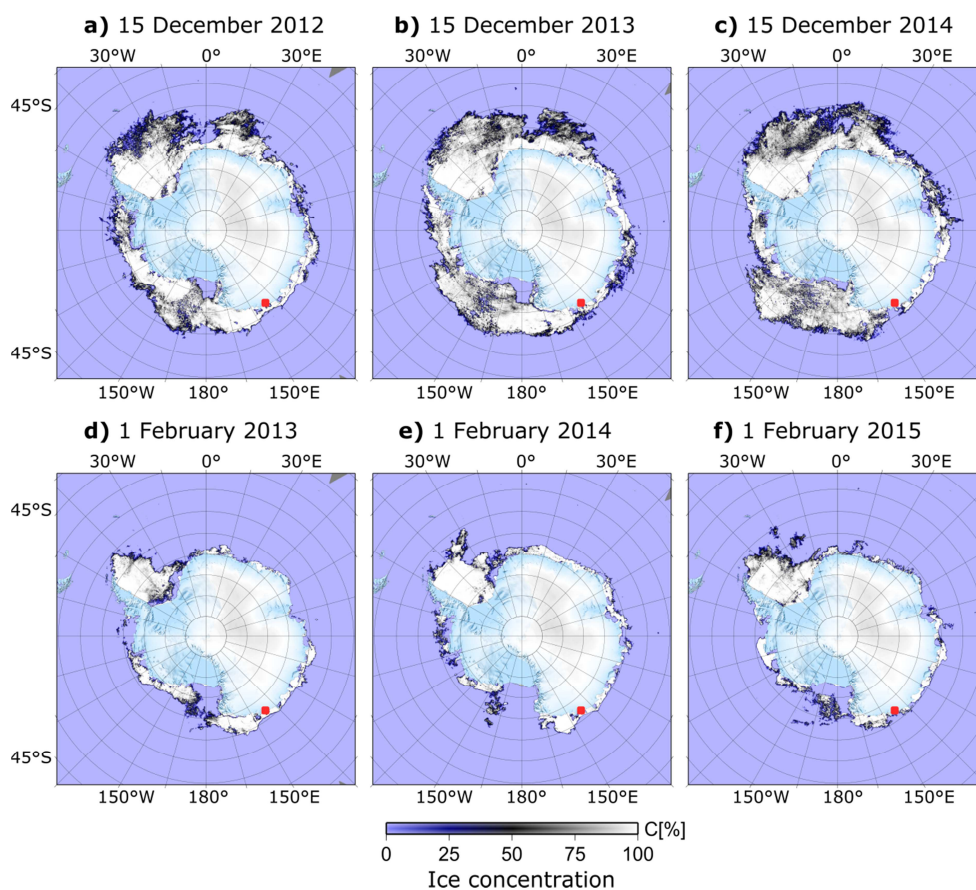 a) 15 December 2012
b) 15 December 2013
c) 15 December 2014
30°W 0° 30°E
30°W 0° 30°E
30°W 0° 30°E
45°S
45°S
150°W 180° 150°E
150°W 180° 150°E
150°W 180° 150°E
d) 1 February 2013
e) 1 February 2014
f) 1 February 2015
30°W 0° 30°E
30°W 0° 30°E
30°W 0° 30°E
45°S
45°S
150°W 180° 150°E
150°W 180° 150°E
150°W 180° 150°E
C[%]
0 25 50 75 100
Ice concentration